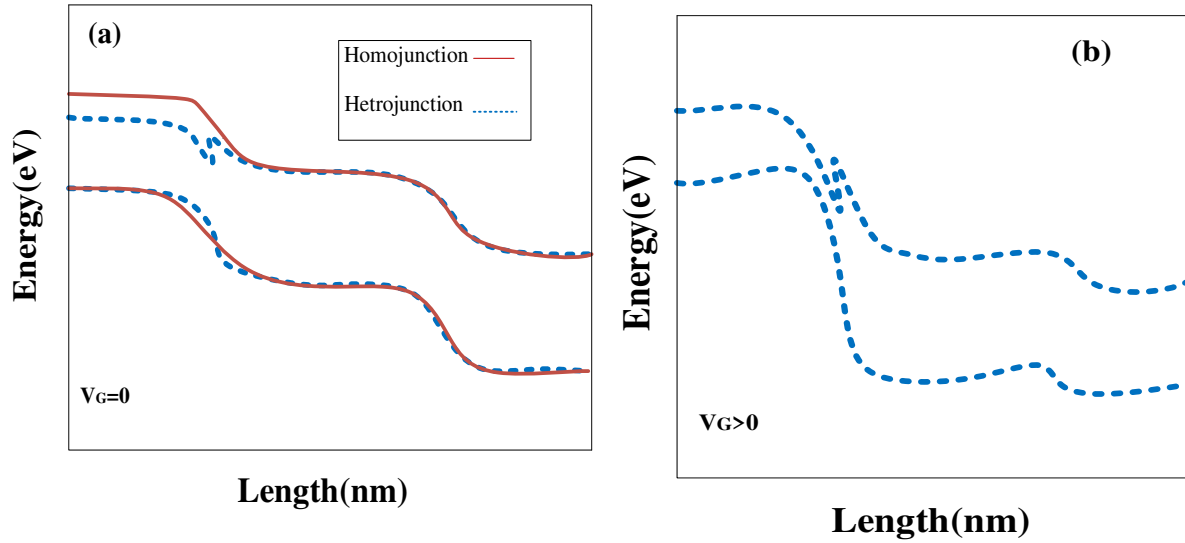 (a)
Homojunction
Hetrojunction
Energy(eV)
VG=0
Length(nm)
(b)
Energy(eV)
VG>0
Length(nm)